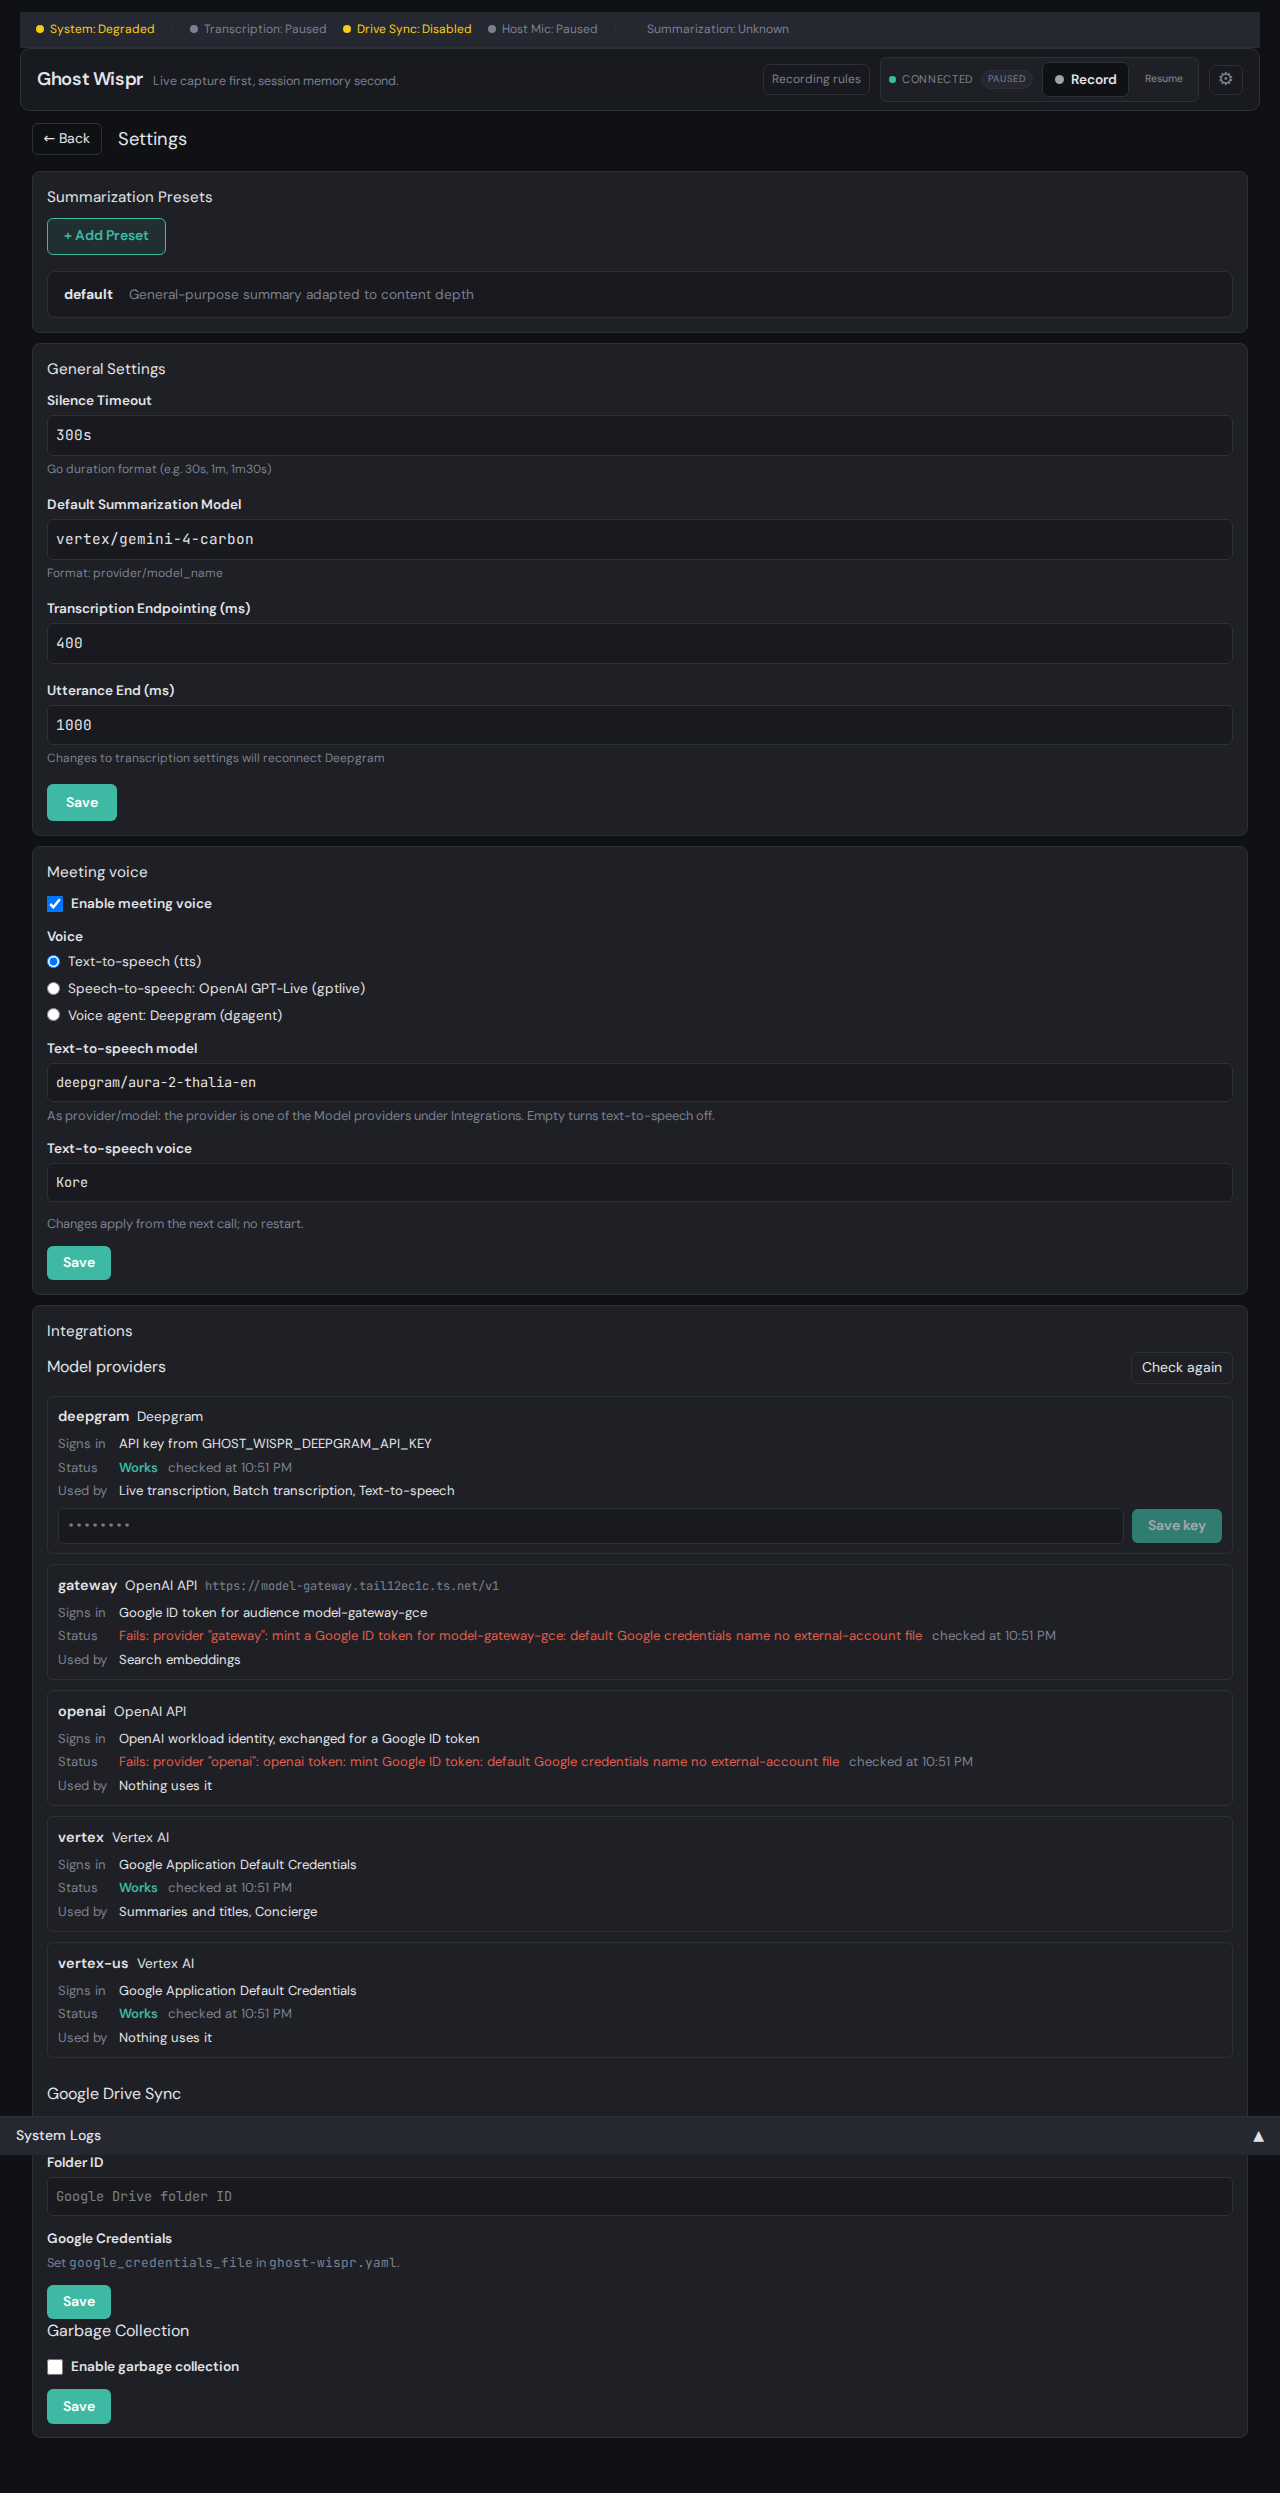 System: Degraded
Transcription: Paused
Drive Sync: Disabled
Host Mic: Paused
Summarization: Unknown
Ghost Wispr Live capture first, session memory second.
Recording rules
CONNECTED
PAUSED
Record
Resume
← Back
Settings
Summarization Presets
+ Add Preset
default General-purpose summary adapted to content depth
General Settings
Silence Timeout
300s
Go duration format (e.g. 30s, 1m, 1m30s)
Default Summarization Model
vertex/gemini-4-carbon
Format: provider/model_name
Transcription Endpointing (ms)
400
Utterance End (ms)
1000
Changes to transcription settings will reconnect Deepgram
Save
Meeting voice
Enable meeting voice
Voice
Text-to-speech (tts)
Speech-to-speech: OpenAI GPT-Live (gptlive)
Voice agent: Deepgram (dgagent)
Text-to-speech model
deepgram/aura-2-thalia-en
As provider/model: the provider is one of the Model providers under Integrations. Empty turns text-to-speech off.
Text-to-speech voice
Kore
Changes apply from the next call; no restart.
Save
Integrations
Model providers
Check again
deepgram Deepgram
Signs in API key from GHOST_WISPR_DEEPGRAM_API_KEY
Status Works checked at 10:51 PM
Used by Live transcription, Batch transcription, Text-to-speech
••••••••
Save key
gateway OpenAI API https://model-gateway.tail12ec1c.ts.net/v1
Signs in Google ID token for audience model-gateway-gce
Status Fails: provider "gateway": mint a Google ID token for model-gateway-gce: default Google credentials name no external-account file checked at 10:51 PM
Used by Search embeddings
openai OpenAI API
Signs in OpenAI workload identity, exchanged for a Google ID token
Status Fails: provider "openai": openai token: mint Google ID token: default Google credentials name no external-account file checked at 10:51 PM
Used by Nothing uses it
vertex Vertex AI
Signs in Google Application Default Credentials
Status Works checked at 10:51 PM
Used by Summaries and titles, Concierge
vertex-us Vertex AI
Signs in Google Application Default Credentials
Status Works checked at 10:51 PM
Used by Nothing uses it
Google Drive Sync
System Logs ▲
Folder ID
Google Drive folder ID
Google Credentials
Set google_credentials_file in ghost-wispr.yaml.
Save
Garbage Collection
Enable garbage collection
Save